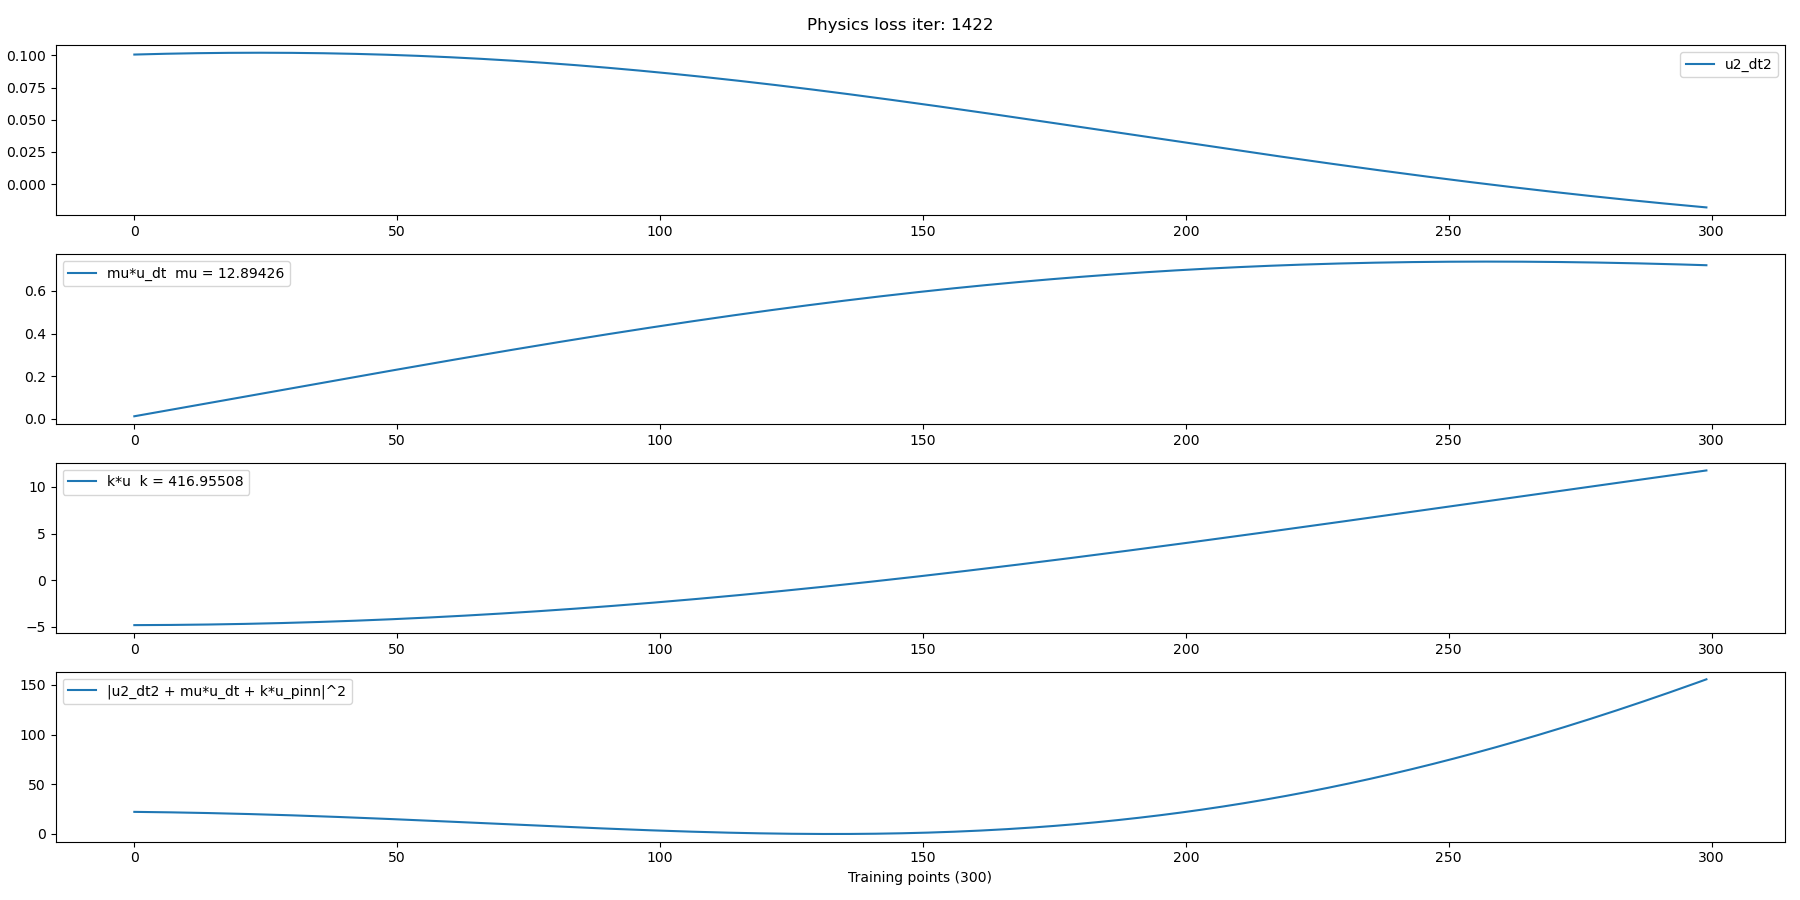 Physics loss iter: 1422
0.100
0.075
0.050
0.025
0.000
u2_dt2
0 50 100 150 200 250 300
0.6
0.4
0.2
0.0
mu*u_dt  mu = 12.89426
0 50 100 150 200 250 300
10
5
0
−5
k*u  k = 416.95508
0 50 100 150 200 250 300
150
100
50
0
|u2_dt2 + mu*u_dt + k*u_pinn|^2
0 50 100 150 200 250 300
Training points (300)